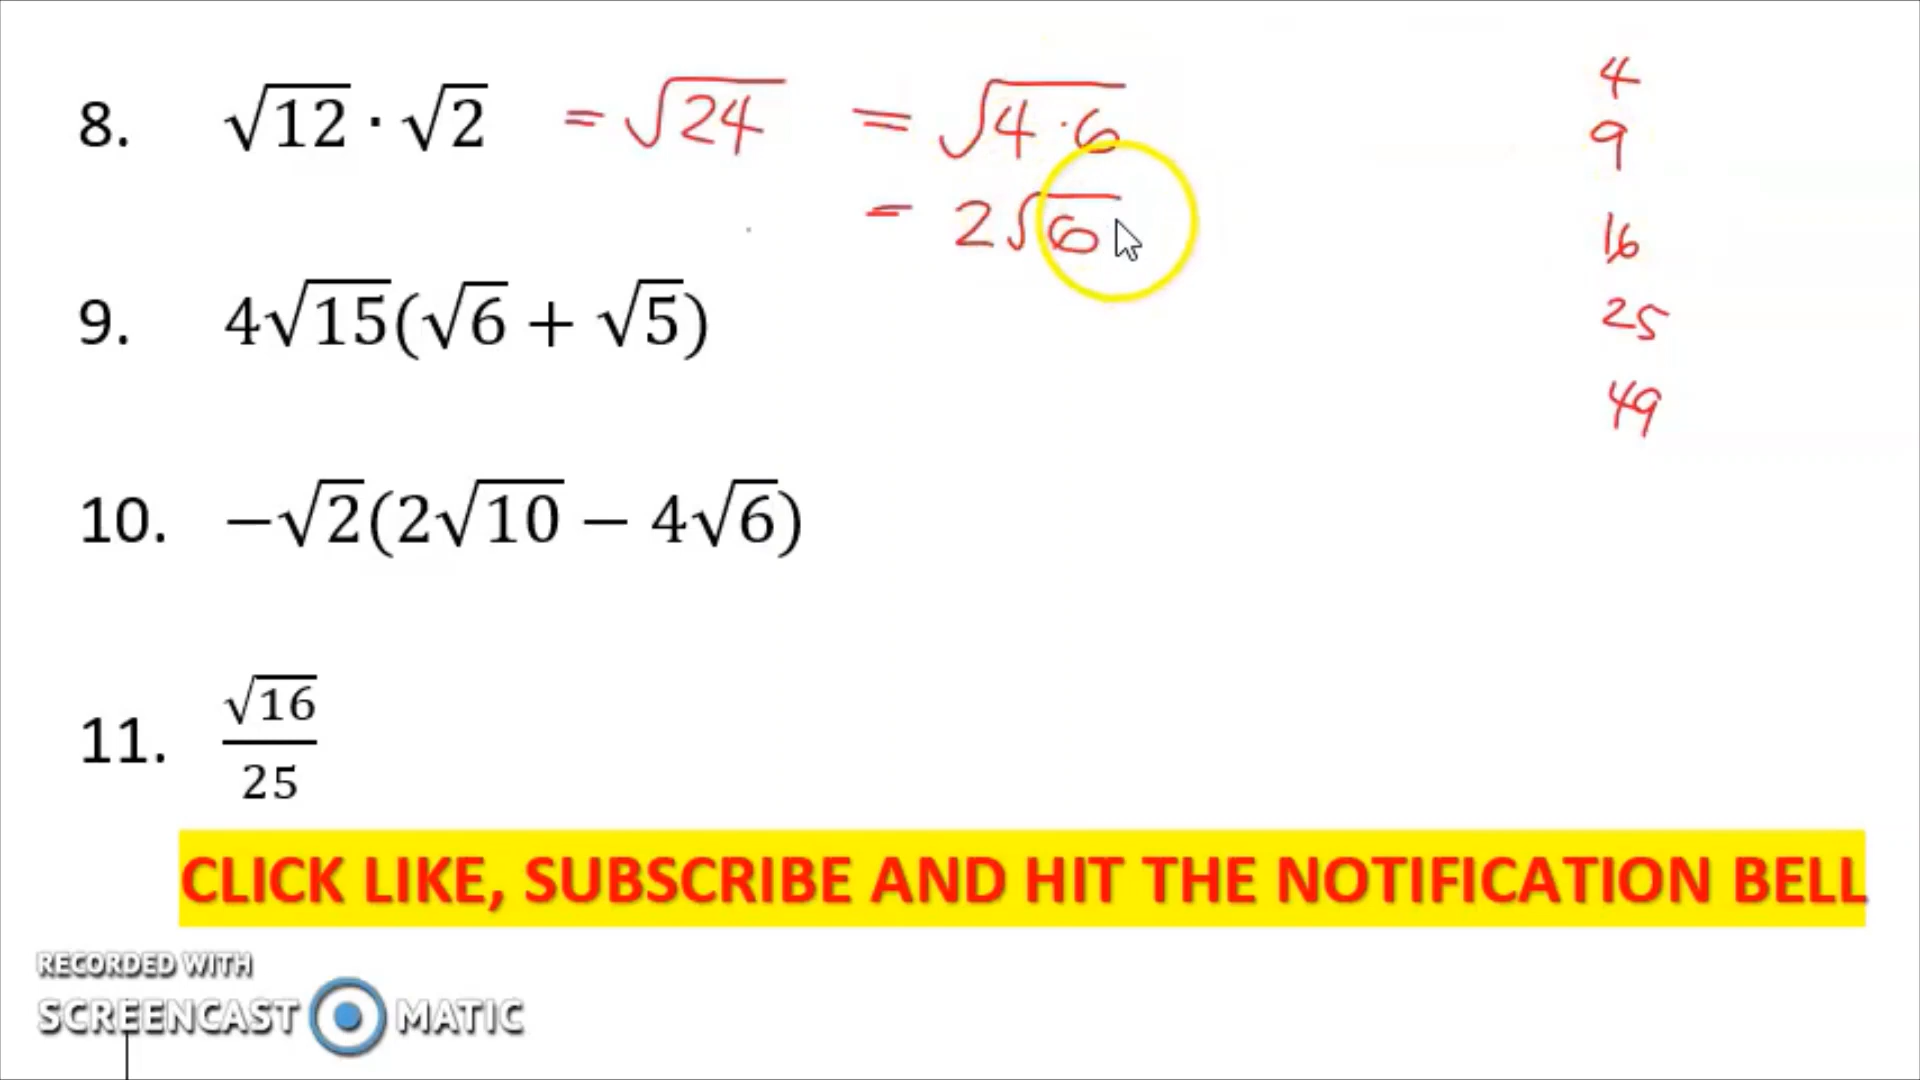 8. √12 · √2 = √24 = √4·6
= 2√6
9. 4√15(√6 + √5)
10. −√2(2√10 − 4√6)
11. √16/25
4
9
16
25
49
CLICK LIKE, SUBSCRIBE AND HIT THE NOTIFICATION BELL
RECORDED WITH
SCREENCAST MATIC